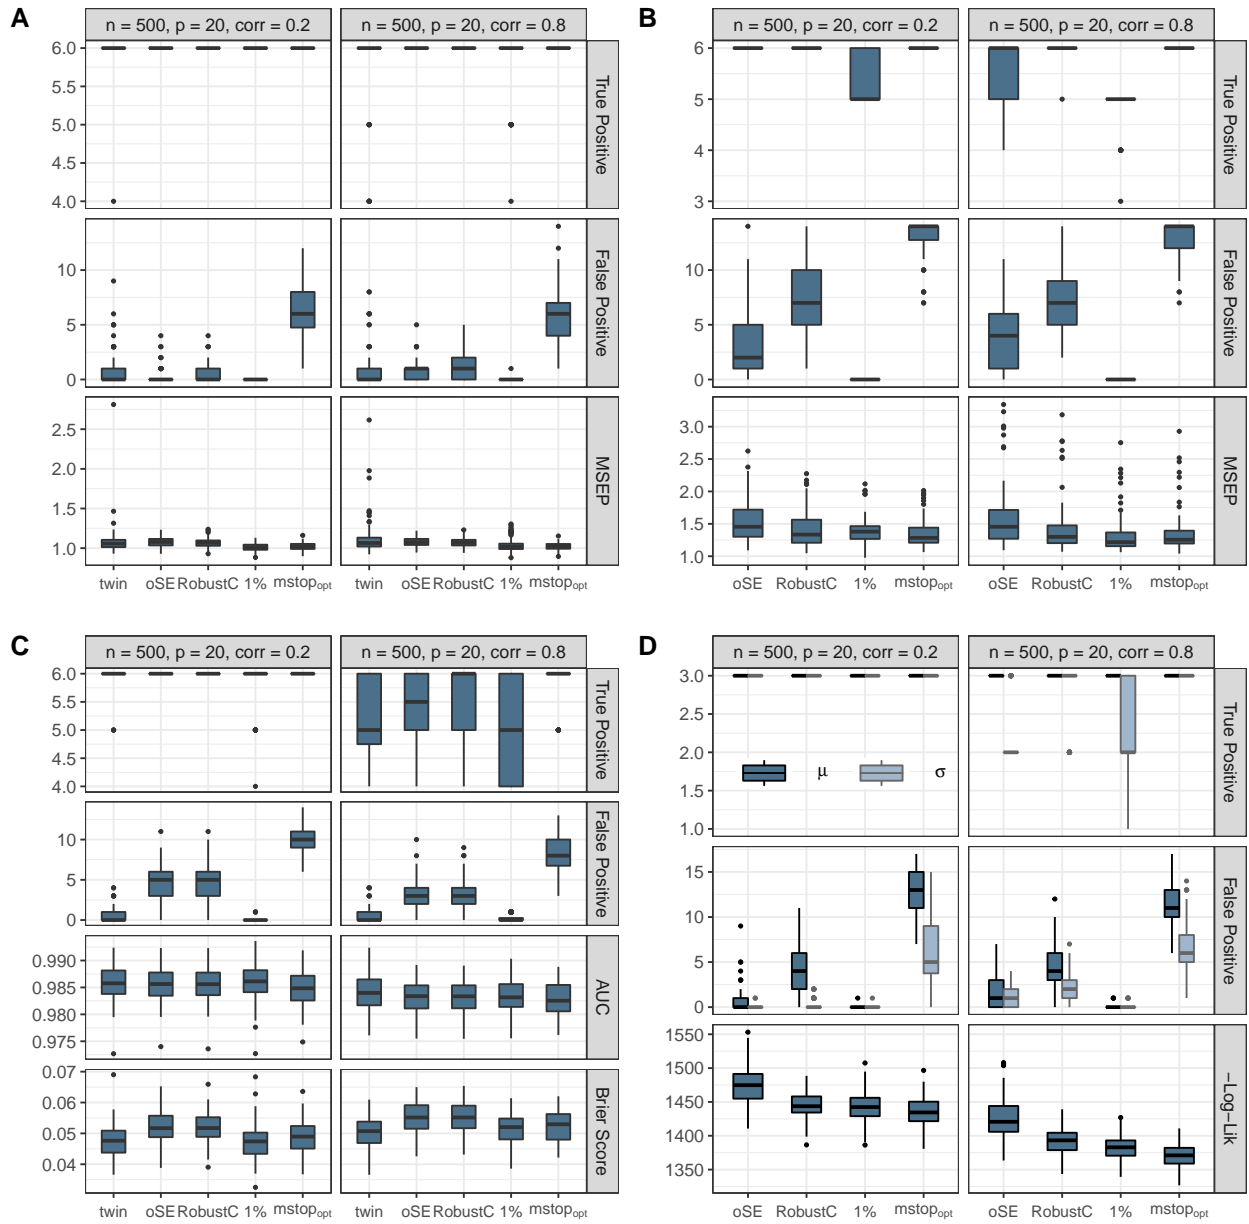 A
n = 500, p = 20, corr = 0.2
n = 500, p = 20, corr = 0.8
6.0
5.5
5.0
4.5
4.0
True Positive
10
5
0
False Positive
2.5
2.0
1.5
1.0
MSEP
twin oSE RobustC 1% mstopopt
twin oSE RobustC 1% mstopopt
B
n = 500, p = 20, corr = 0.2
n = 500, p = 20, corr = 0.8
6
5
4
3
True Positive
10
5
0
False Positive
3.0
2.5
2.0
1.5
1.0
MSEP
oSE RobustC 1% mstopopt
oSE RobustC 1% mstopopt
C
n = 500, p = 20, corr = 0.2
n = 500, p = 20, corr = 0.8
6.0
5.5
5.0
4.5
4.0
True Positive
10
5
0
False Positive
0.990
0.985
0.980
0.975
AUC
0.07
0.06
0.05
0.04
Brier Score
twin oSE RobustC 1% mstopopt
twin oSE RobustC 1% mstopopt
D
n = 500, p = 20, corr = 0.2
n = 500, p = 20, corr = 0.8
3.0
2.5
2.0
1.5
1.0
μ σ
True Positive
15
10
5
0
False Positive
1550
1500
1450
1400
1350
−Log−Lik
oSE RobustC 1% mstopopt
oSE RobustC 1% mstopopt